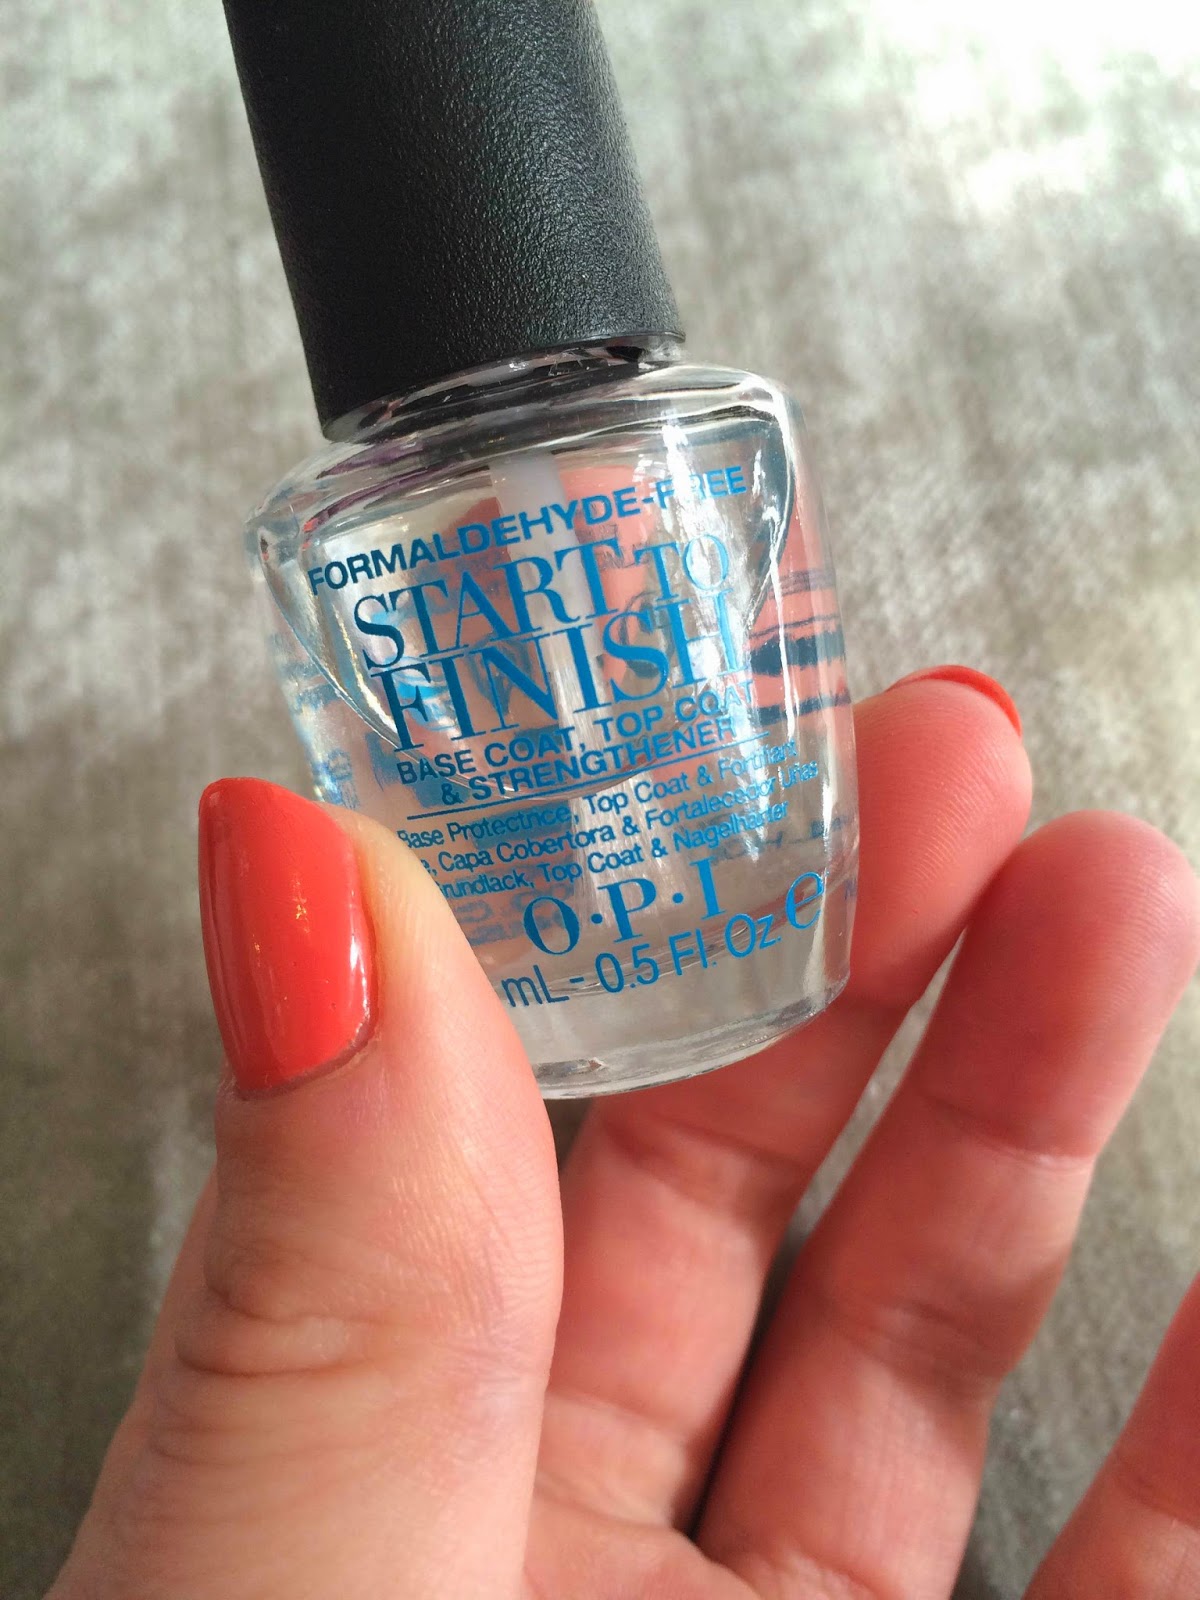 FORMALDEHYDE-FREE
START TO
FINISH
BASE COAT, TOP COAT
& STRENGTHENER
Base Protectrice, Top Coat & Fortifiant
Capa Cobertora & Fortalecedor Uñas
Top Coat & Nagelhärter
O·P·I
mL - 0.5 Fl. Oz e